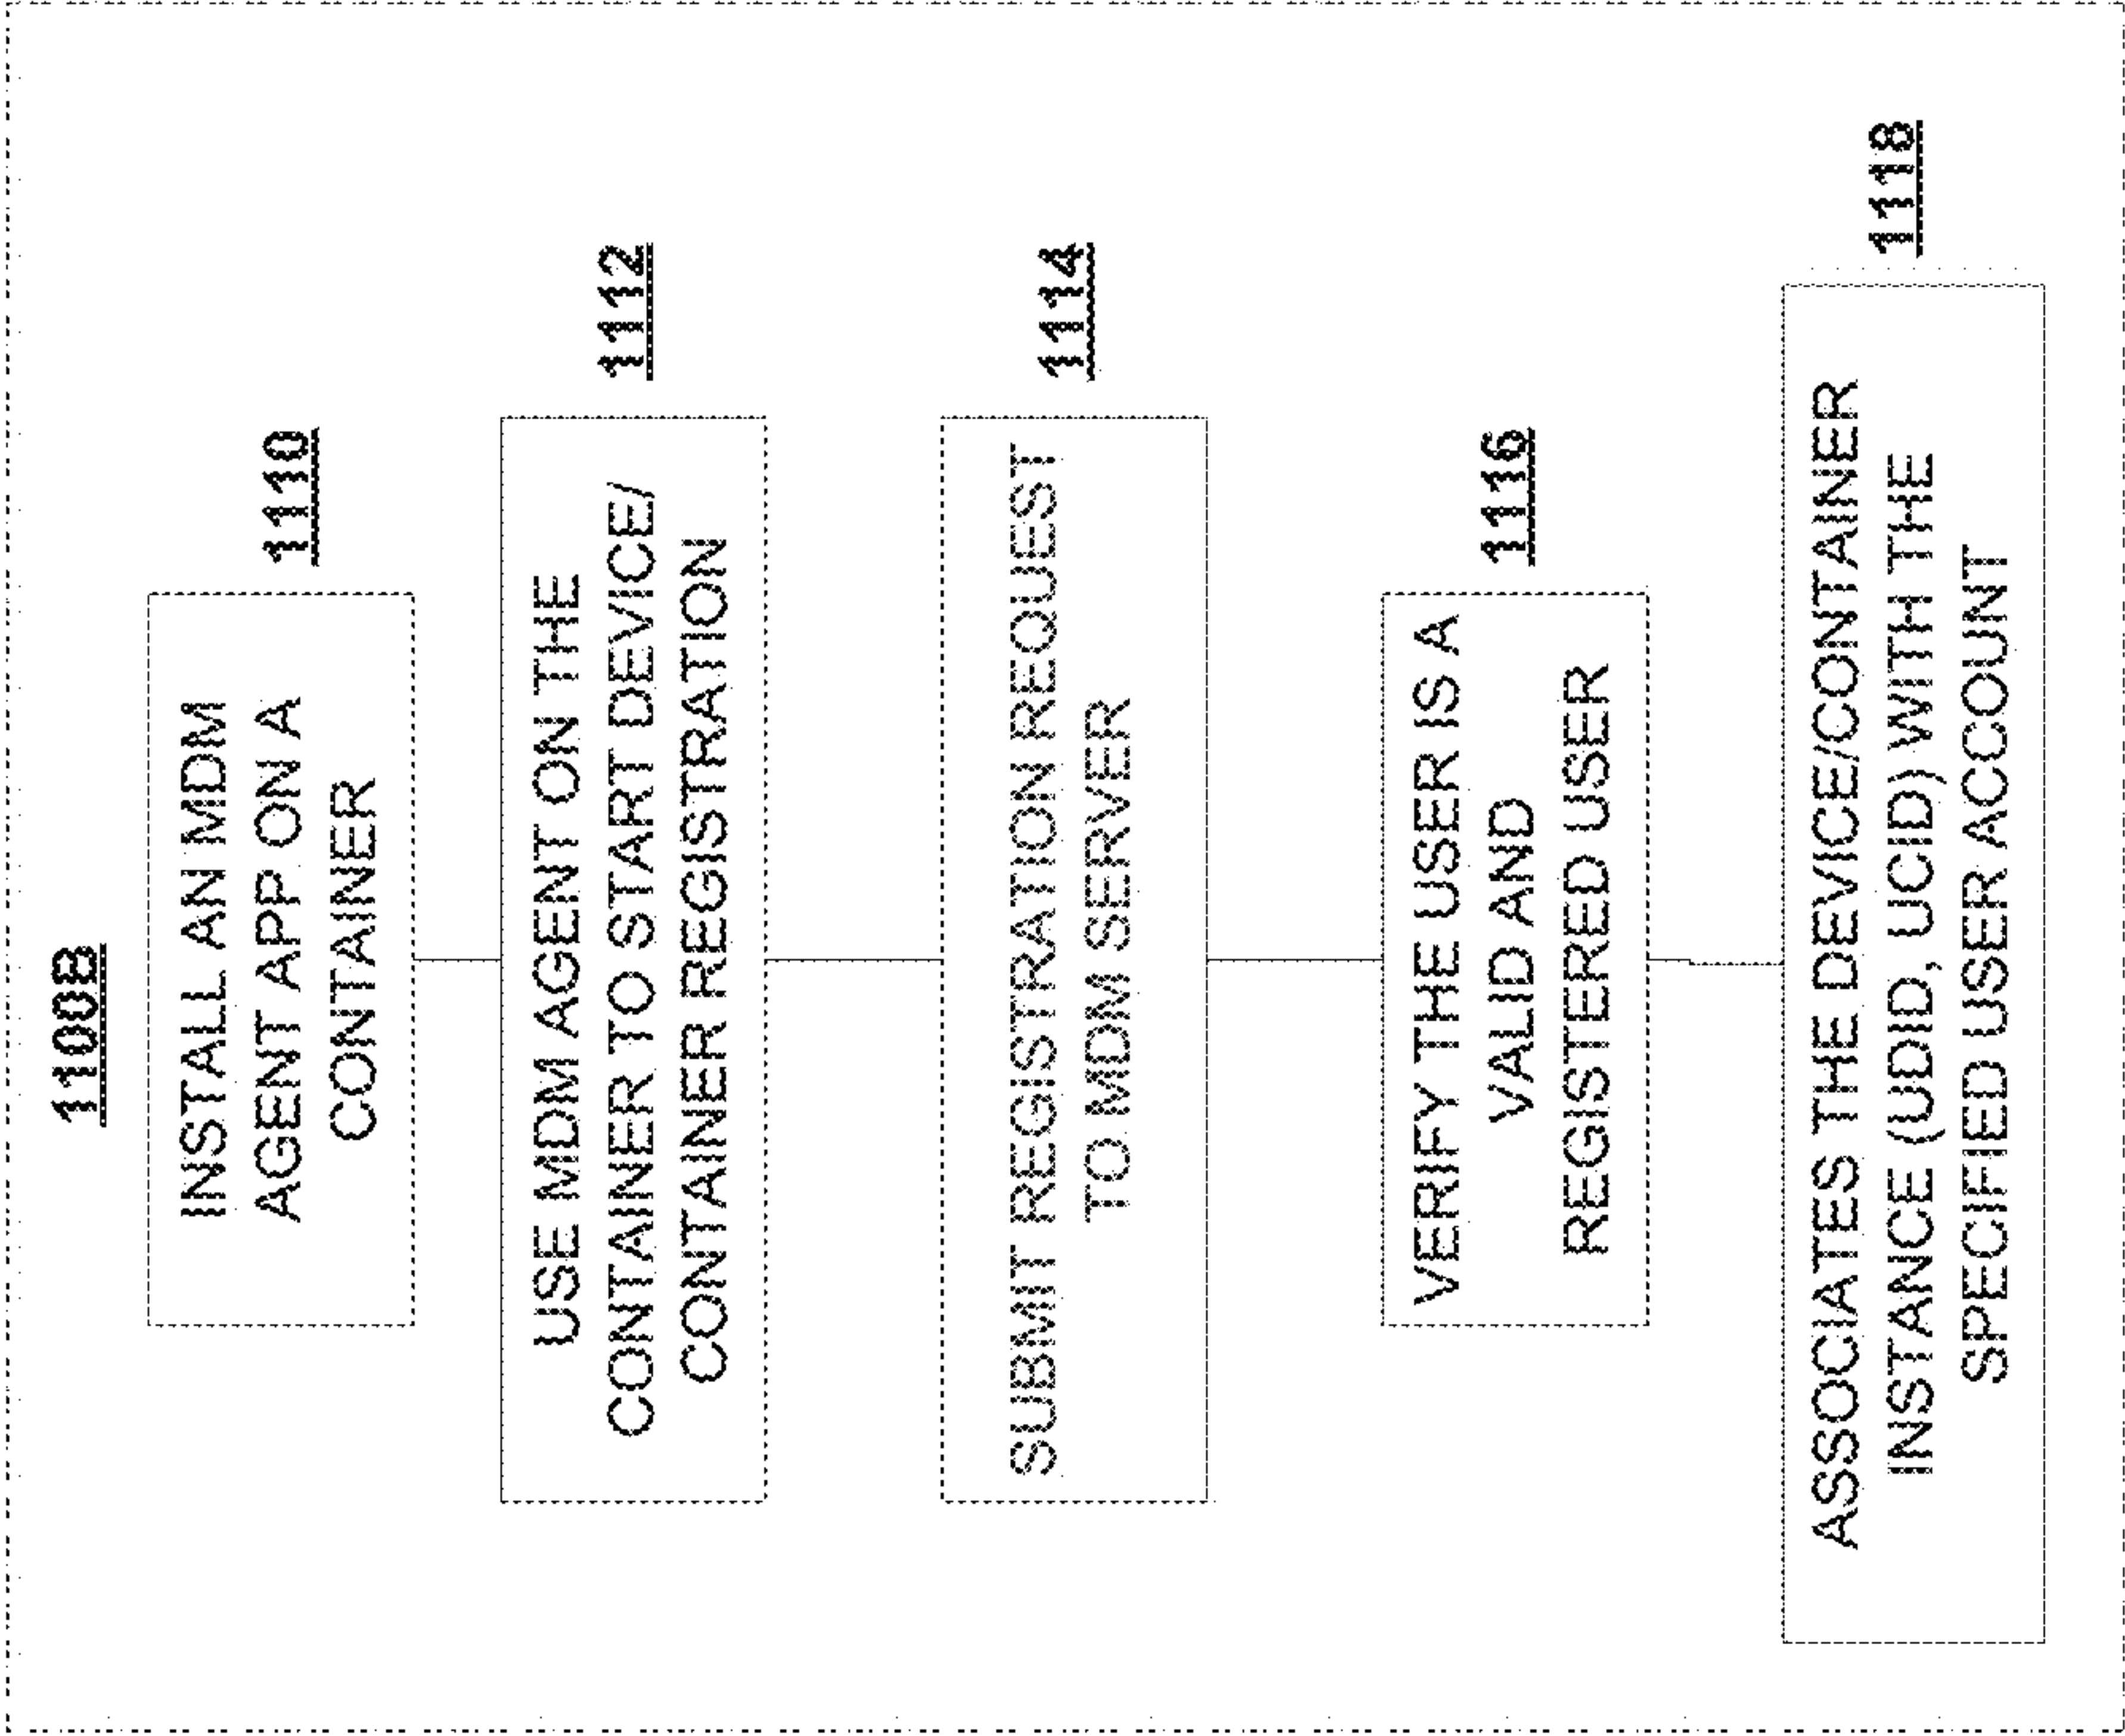 1100B
INSTALL AN MDM
AGENT APP ON A
CONTAINER
1110
USE MDM AGENT ON THE
CONTAINER TO START DEVICE/
CONTAINER REGISTRATION
1112
SUBMIT REGISTRATION REQUEST
TO MDM SERVER
1114
VERIFY THE USER IS A
VALID AND
REGISTERED USER
1116
ASSOCIATES THE DEVICE/CONTAINER
INSTANCE (UDID, UCID) WITH THE
SPECIFIED USER ACCOUNT
1118